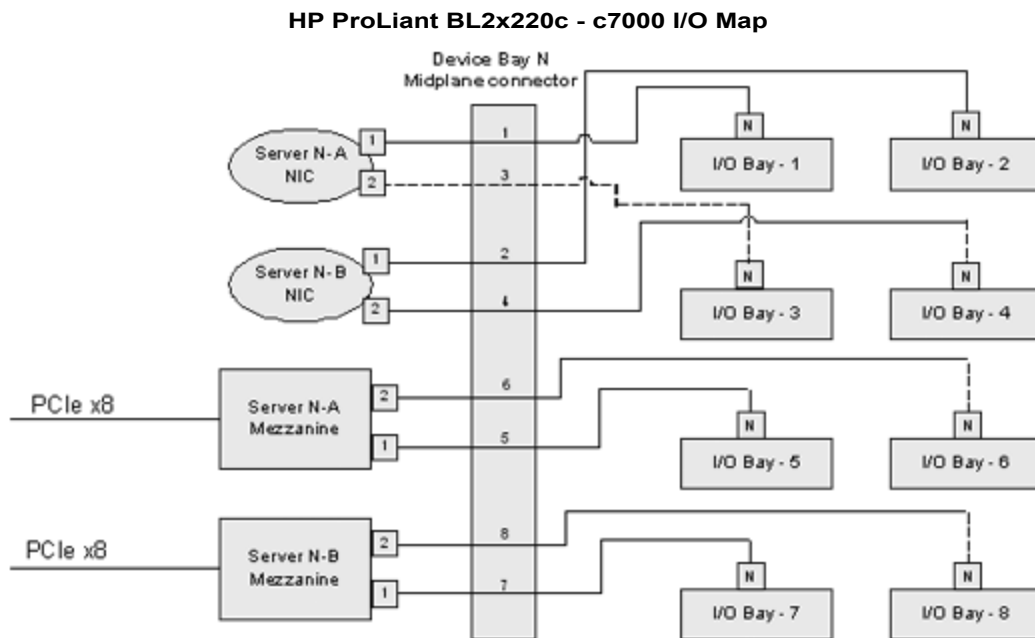 HP ProLiant BL2x220c - c7000 I/O Map
Device Bay N
Midplane connector
1
1
N
N
Server N-A
NIC
I/O Bay - 1
I/O Bay - 2
2
3
1
2
Server N-B
NIC
N
N
2
4
I/O Bay - 3
I/O Bay - 4
2
6
PCIe x8
Server N-A
Mezzanine
N
N
1
5
I/O Bay - 5
I/O Bay - 6
2
8
PCIe x8
Server N-B
Mezzanine
N
N
1
7
I/O Bay - 7
I/O Bay - 8